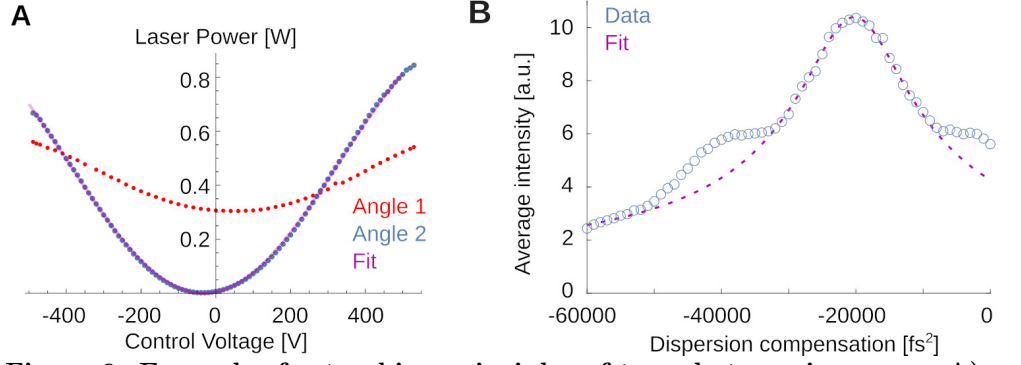 A
Laser Power [W]
0.8
0.6
0.4
0.2
-400 -200 0 200 400
Control Voltage [V]
Angle 1
Angle 2
Fit
B
Data
Fit
Average intensity [a.u.]
10
8
6
4
2
0
-60000 -40000 -20000 0
Dispersion compensation [fs²]